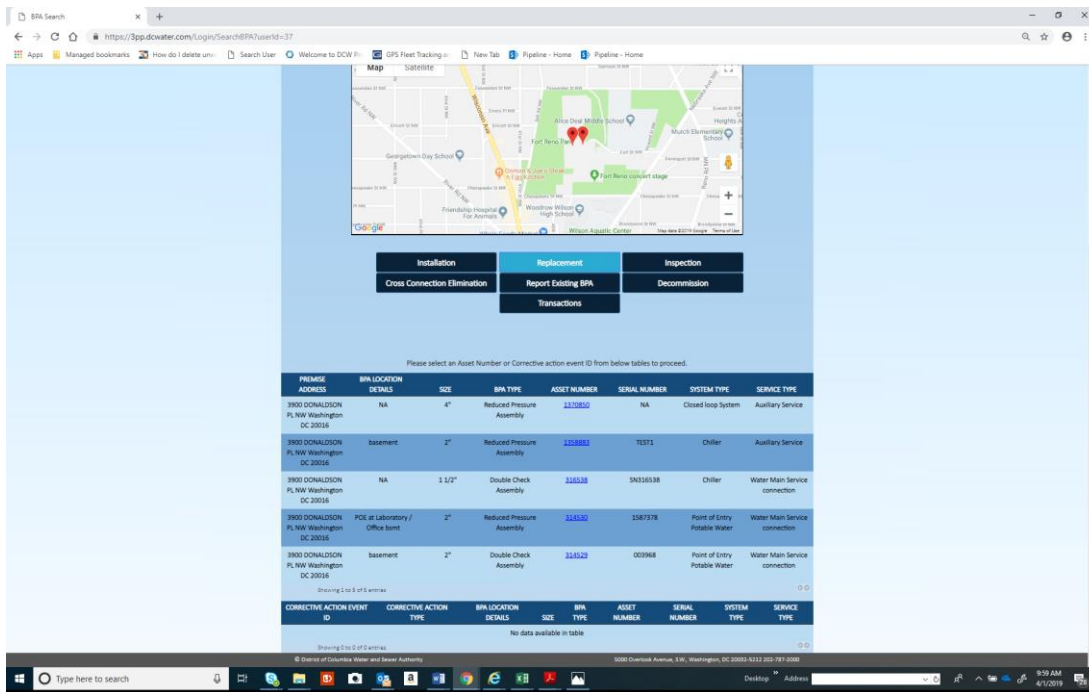 BPA Search
https://3pp.dcwater.com/Login/SearchBPA?userId=37
Apps Managed bookmarks How do I delete un Search User Welcome to DCW P GPS Fleet Tracking o New Tab Pipeline - Home Pipeline - Home
Map Satellite
Alice Deal Middle School
Murch Elementary School
Fort Reno Park
Georgetown Day School
Fort Reno concert stage
Friendship Hospital For Animals
Woodrow Wilson High School
Wilson Aquatic Center
Google
Map data ©2019 Google Terms of Use
Installation Replacement Inspection
Cross Connection Elimination Report Existing BPA Decommission
Transactions
Please select an Asset Number or Corrective action event ID from below tables to proceed.
PREMISE ADDRESS BPA LOCATION DETAILS SIZE BPA TYPE ASSET NUMBER SERIAL NUMBER SYSTEM TYPE SERVICE TYPE
3900 DONALDSON NA 4" Reduced Pressure 1370850 NA Closed loop System Auxiliary Service
PL NW Washington Assembly
DC 20016
3900 DONALDSON basement 2" Reduced Pressure 1358883 TEST1 Chiller Auxiliary Service
PL NW Washington Assembly
DC 20016
3900 DONALDSON NA 1 1/2" Double Check 316538 SN316538 Chiller Water Main Service
PL NW Washington Assembly connection
DC 20016
3900 DONALDSON POE at Laboratory / 2" Reduced Pressure 314530 1587378 Point of Entry Water Main Service
PL NW Washington Office bsmt Assembly Potable Water connection
DC 20016
3900 DONALDSON basement 2" Double Check 314529 003968 Point of Entry Water Main Service
PL NW Washington Assembly Potable Water connection
DC 20016
Showing 1 to 5 of 5 entries
CORRECTIVE ACTION EVENT ID CORRECTIVE ACTION TYPE BPA LOCATION DETAILS SIZE BPA TYPE ASSET NUMBER SERIAL NUMBER SYSTEM TYPE SERVICE TYPE
No data available in table
Showing 0 to 0 of 0 entries
© District of Columbia Water and Sewer Authority 5000 Overlook Avenue, S.W., Washington, DC 20032-5212 202-787-2000
Type here to search
Desktop Address
9:59 AM
4/1/2019